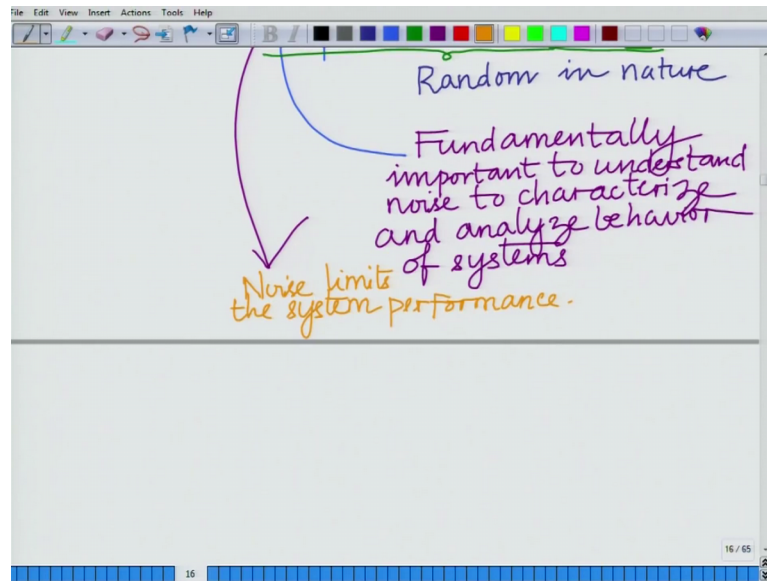 File Edit View Insert Actions Tools Help
B I
Random in nature
Fundamentally
important to understand
noise to characterize
and analyze behavior
of systems
Noise limits
the system performance.
16 / 65
16